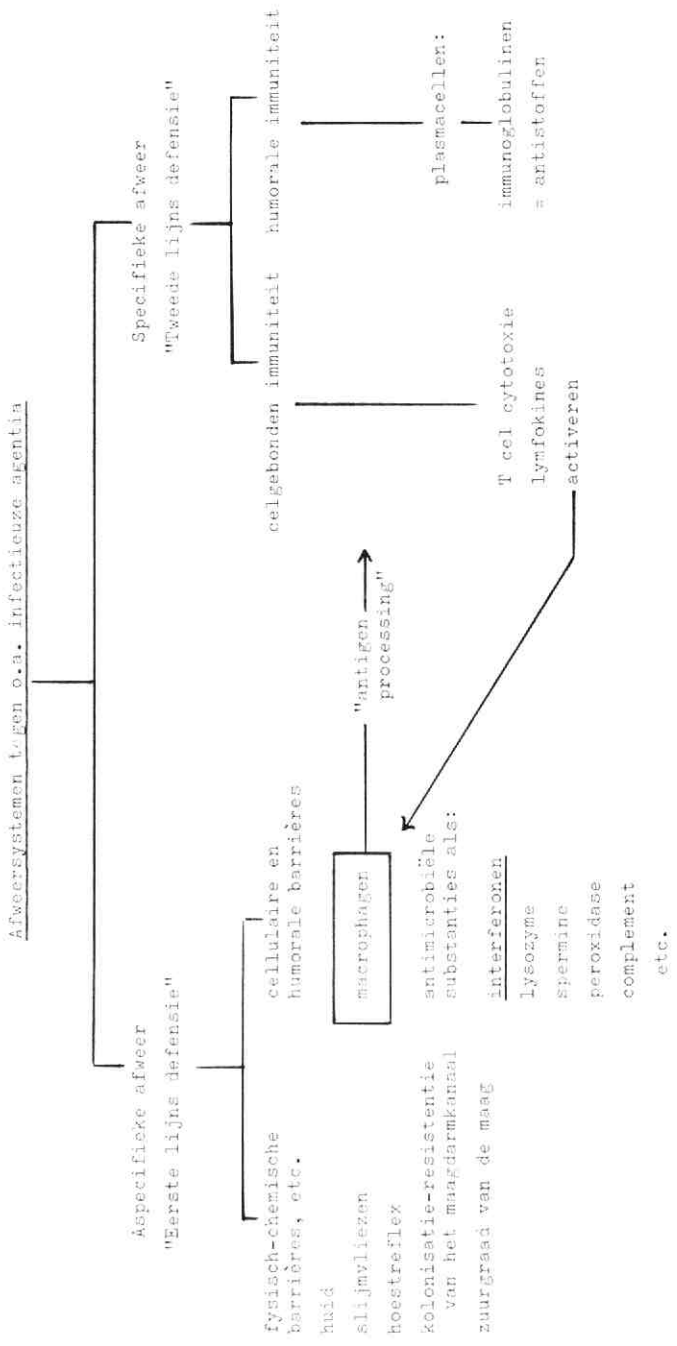 Afweersystemen tegen o.a. infectieuze agentia
Aspecifieke afweer
"Eerste lijns defensie"
fysisch-chemische
barrières, etc.
huid
slijmvliezen
hoestreflex
kolonisatie-resistentie
van het maagdarmkanaal
zuurgraad van de maag
cellulaire en
humorale barrières
macrophagen
antimicrobiële
substanties als:
interferonen
lysozyme
spermine
peroxidase
complement
etc.
"antigen
processing"
Specifieke afweer
"Tweede lijns defensie"
celgebonden immuniteit
T cel cytotoxie
lymfokines
activeren
humorale immuniteit
plasmacellen:
immunoglobulinen
= antistoffen